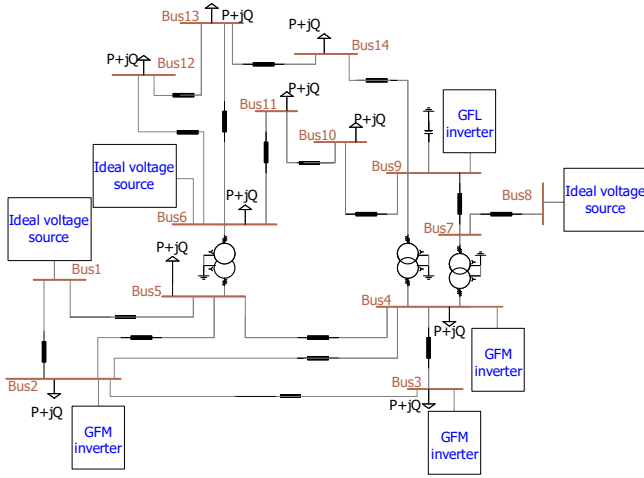 Bus13
P+jQ
P+jQ
Bus14
P+jQ
Bus12
P+jQ
Bus11
P+jQ
Bus10
GFL
inverter
Bus9
Ideal voltage
source
Ideal voltage
source
Bus8
P+jQ
Bus6
Ideal voltage
source
Bus7
P+jQ
Bus1
Bus5
Bus4
P+jQ
GFM
inverter
Bus2
Bus3
P+jQ
P+jQ
GFM
inverter
GFM
inverter